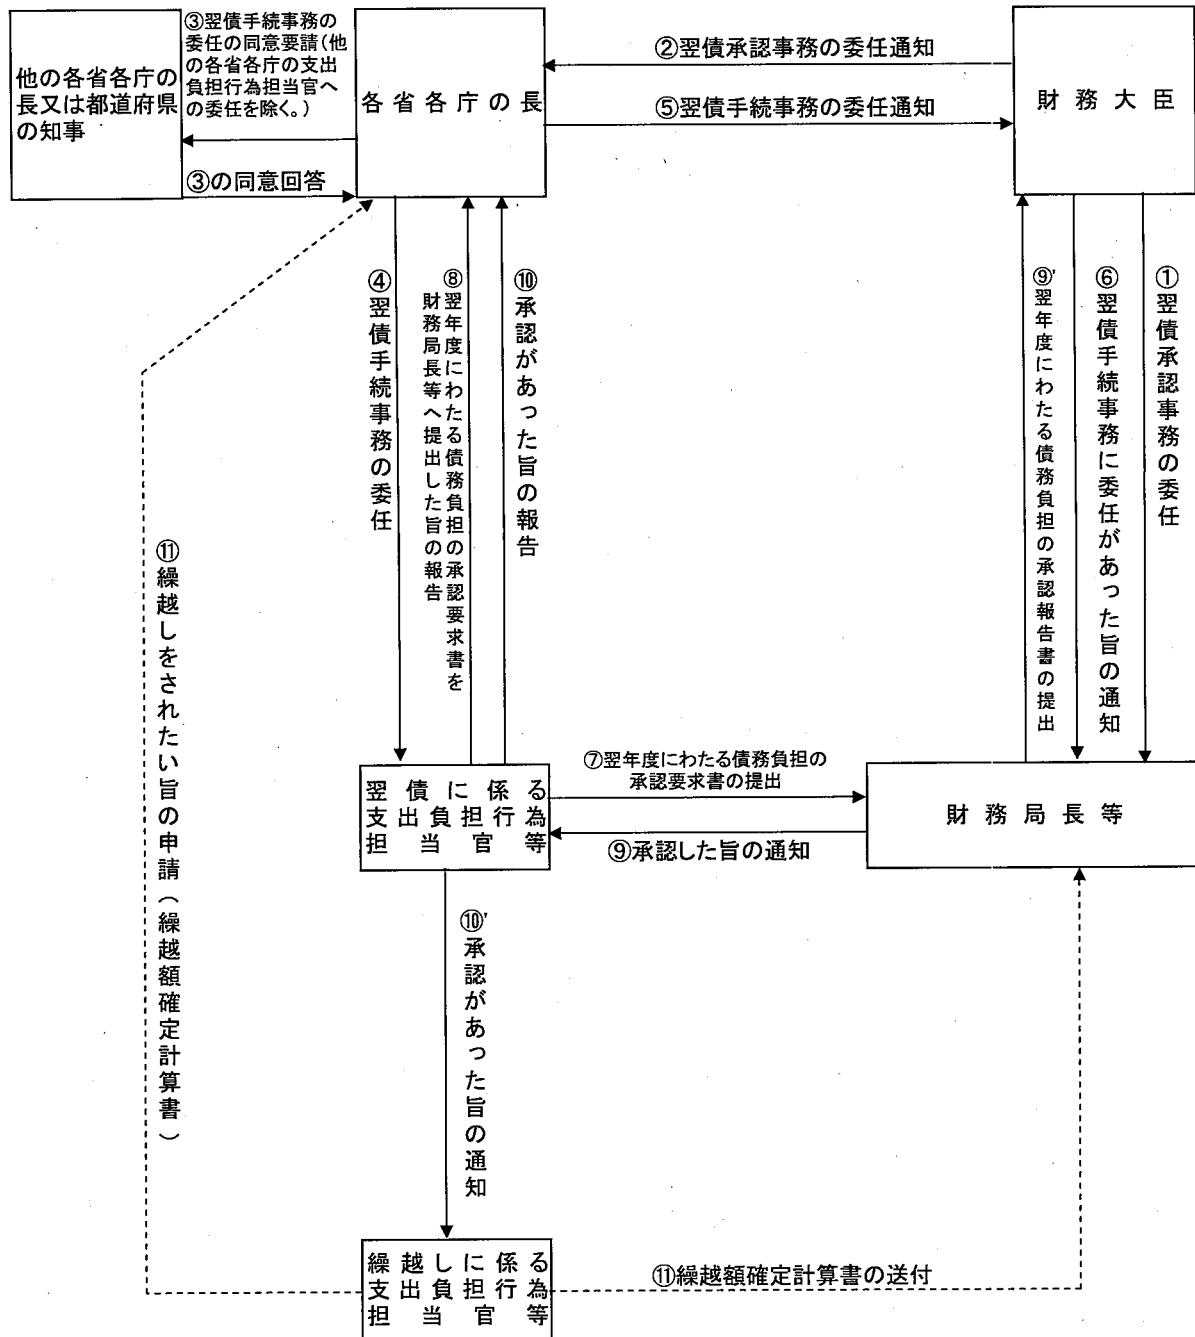 ③翌債手続事務の
委任の同意要請(他
の各省各庁の支出
負担行為担当官へ
の委任を除く。)
他の各省各庁の
長又は都道府県
の知事
③の同意回答
各省各庁の長
②翌債承認事務の委任通知
⑤翌債手続事務の委任通知
財務大臣
④翌債手続事務の委任
⑧翌年度にわたる債務負担の承認要求書を
財務局長等へ提出した旨の報告
⑩承認があった旨の報告
⑨'翌年度にわたる債務負担の承認報告書の提出
⑥翌債手続事務に委任があった旨の通知
①翌債承認事務の委任
⑪繰越しをされたい旨の申請(繰越額確定計算書)
翌債に係る
支出負担行為
担当官等
⑦翌年度にわたる債務負担の
承認要求書の提出
⑨承認した旨の通知
財務局長等
⑩'承認があった旨の通知
繰越しに係る
支出負担行為
担当官等
⑪繰越額確定計算書の送付